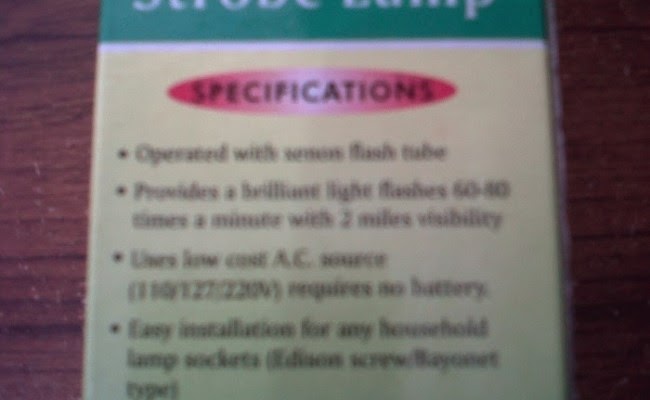 Strobe Lamp
SPECIFICATIONS
• Operated with xenon flash tube
• Provides a brilliant light flashes 60-80
times a minute with 2 miles visibility
• Uses low cost A.C. source
(110/127/220V) requires no battery.
• Easy installation for any household
lamp sockets (Edison screw/Bayonet
type)